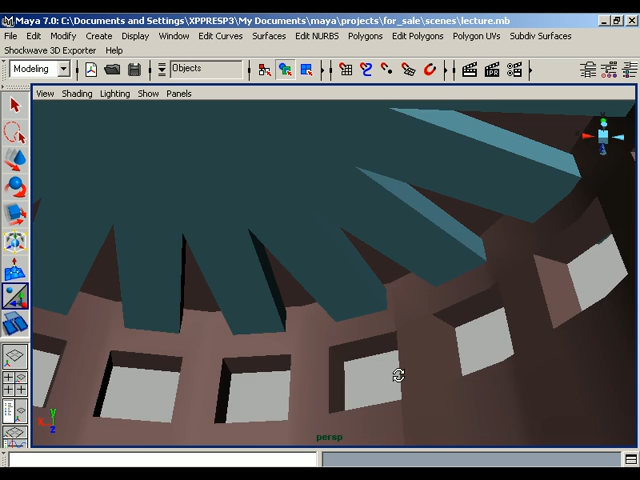 Maya 7.0: C:\Documents and Settings\XPPRESP3\My Documents\maya\projects\for_sale\scenes\lecture.mb
File Edit Modify Create Display Window Edit Curves Surfaces Edit NURBS Polygons Edit Polygons Polygon UVs Subdiv Surfaces
Shockwave 3D Exporter Help
Modeling Objects IPR
View Shading Lighting Show Panels
y
z
persp